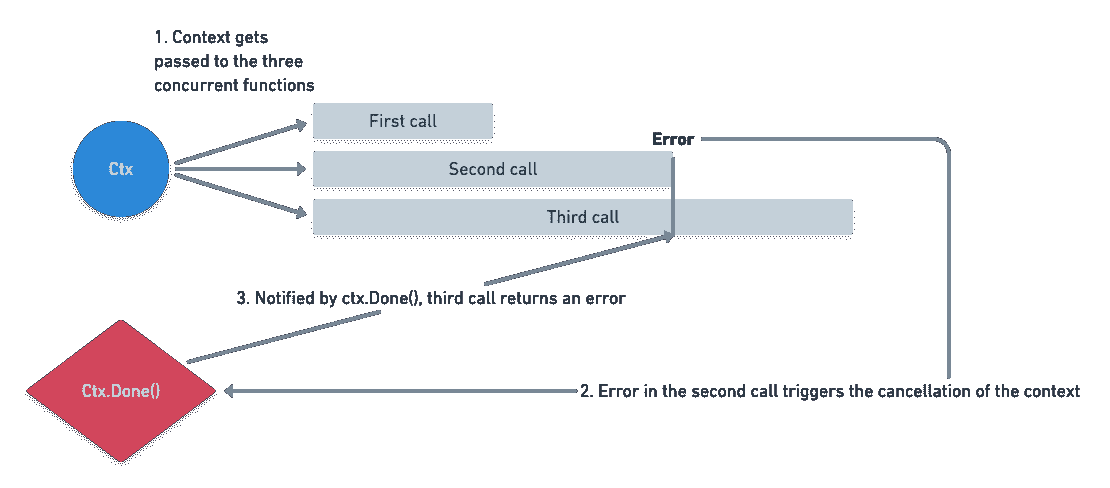 1. Context gets
passed to the three
concurrent functions
First call
Error
Ctx
Second call
Third call
3. Notified by ctx.Done(), third call returns an error
Ctx.Done()
2. Error in the second call triggers the cancellation of the context